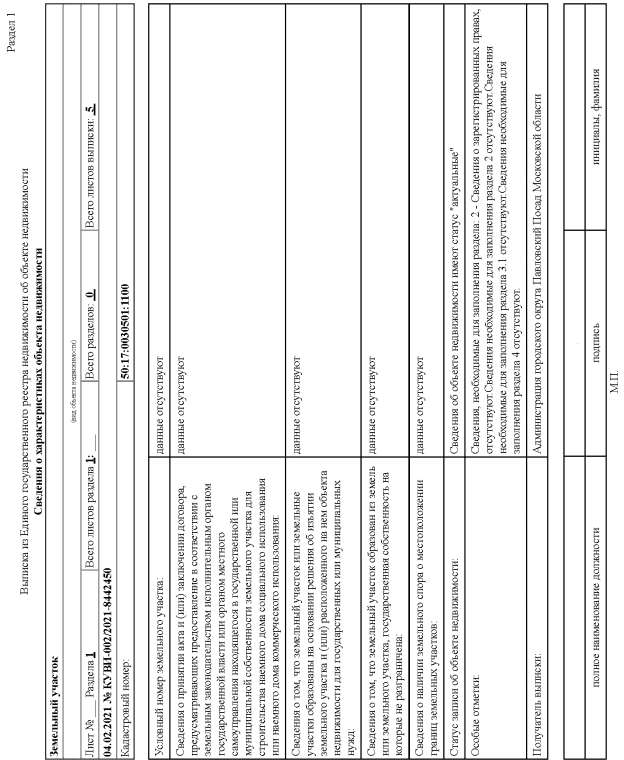 Раздел 1
Выписка из Единого государственного реестра недвижимости об объекте недвижимости
Сведения о характеристиках объекта недвижимости
Земельный участок
(вид объекта недвижимости)
Лист № ___ Раздела 1 Всего листов раздела 1: ___ Всего разделов: 0 Всего листов выписки: 5
04.02.2021 № КУВИ-002/2021-8442450
Кадастровый номер: 50:17:0030501:1100
Условный номер земельного участка: данные отсутствуют
Сведения о принятии акта и (или) заключении договора, данные отсутствуют
предусматривающих предоставление в соответствии с
земельным законодательством исполнительным органом
государственной власти или органом местного
самоуправления находящегося в государственной или
муниципальной собственности земельного участка для
строительства наемного дома социального использования
или наемного дома коммерческого использования:
Сведения о том, что земельный участок или земельные данные отсутствуют
участки образованы на основании решения об изъятии
земельного участка и (или) расположенного на нем объекта
недвижимости для государственных или муниципальных
нужд:
Сведения о том, что земельный участок образован из земель данные отсутствуют
или земельного участка, государственная собственность на
которые не разграничена:
Сведения о наличии земельного спора о местоположении данные отсутствуют
границ земельных участков:
Статус записи об объекте недвижимости: Сведения об объекте недвижимости имеют статус "актуальные"
Особые отметки: Сведения, необходимые для заполнения раздела: 2 - Сведения о зарегистрированных правах,
отсутствуют.Сведения необходимые для заполнения раздела 2 отсутствуют.Сведения
необходимые для заполнения раздела 3.1 отсутствуют.Сведения необходимые для
заполнения раздела 4 отсутствуют.
Получатель выписки: Администрация городского округа Павловский Посад Московской области
полное наименование должности подпись инициалы, фамилия
М.П.